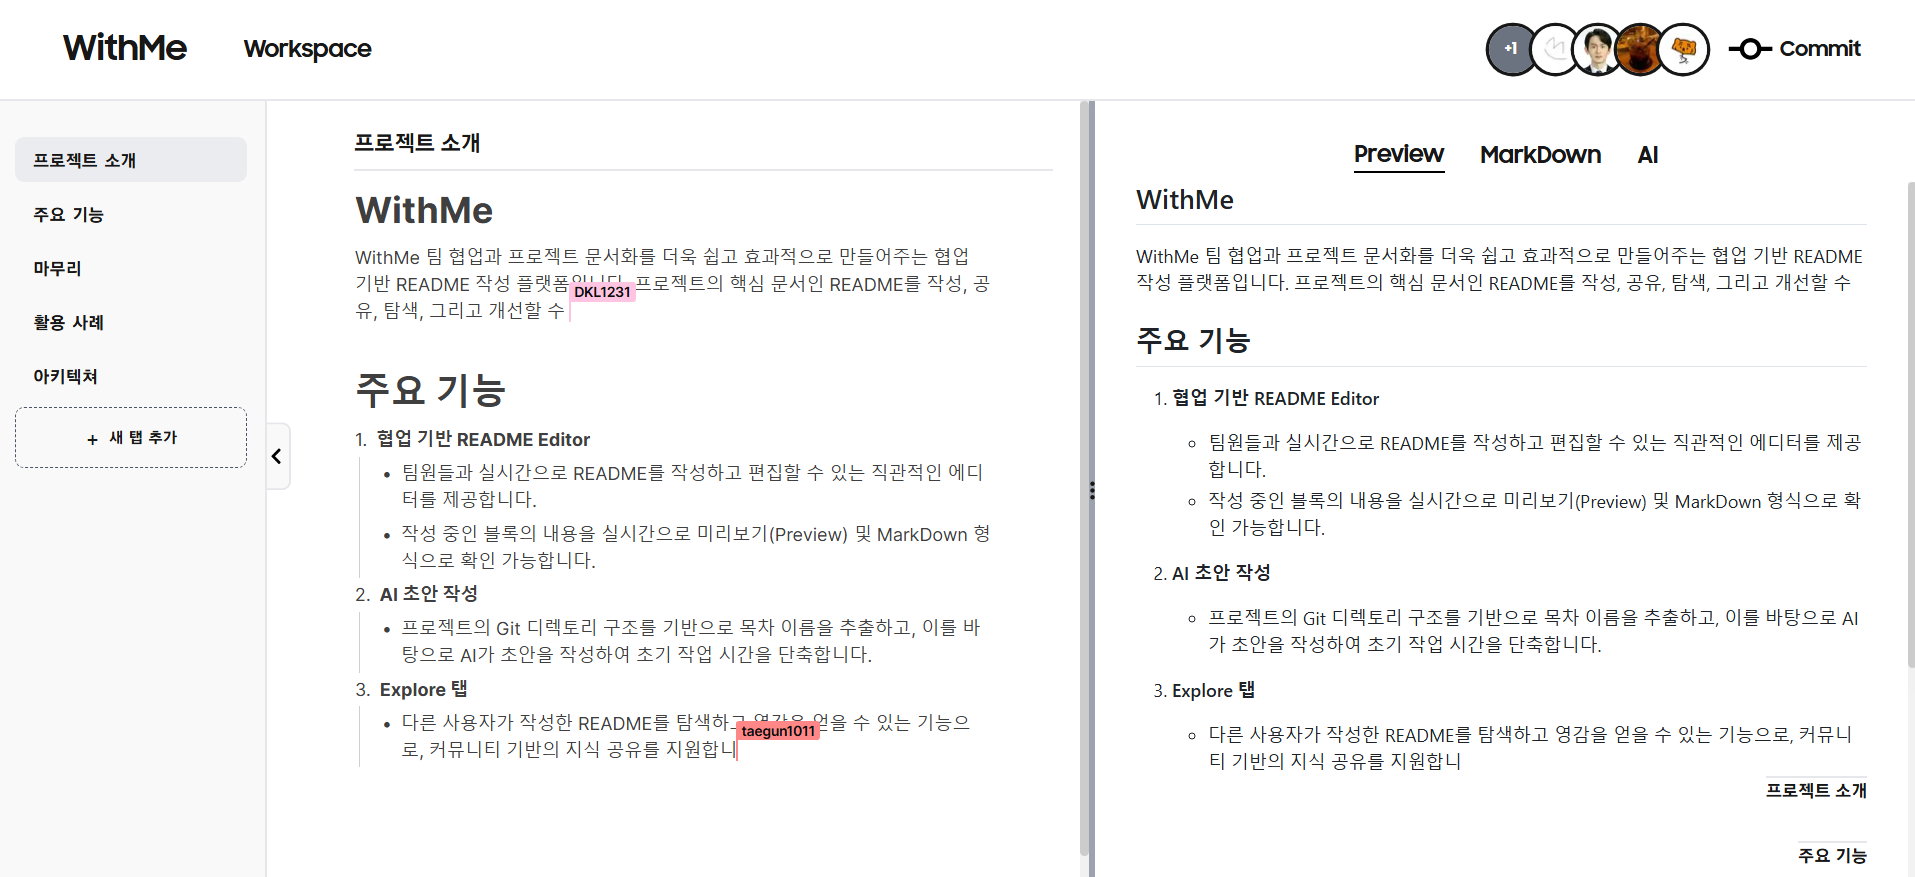 WithMe
Workspace
+1
Commit
프로젝트 소개
주요 기능
마무리
활용 사례
아키텍쳐
+ 새 탭 추가
프로젝트 소개
WithMe
WithMe 팀 협업과 프로젝트 문서화를 더욱 쉽고 효과적으로 만들어주는 협업
기반 README 작성 플랫폼입니다. 프로젝트의 핵심 문서인 README를 작성, 공
DKL1231
유, 탐색, 그리고 개선할 수
주요 기능
1. 협업 기반 README Editor
• 팀원들과 실시간으로 README를 작성하고 편집할 수 있는 직관적인 에디
터를 제공합니다.
• 작성 중인 블록의 내용을 실시간으로 미리보기(Preview) 및 MarkDown 형
식으로 확인 가능합니다.
2. AI 초안 작성
• 프로젝트의 Git 디렉토리 구조를 기반으로 목차 이름을 추출하고, 이를 바
탕으로 AI가 초안을 작성하여 초기 작업 시간을 단축합니다.
3. Explore 탭
• 다른 사용자가 작성한 README를 탐색하고 영감을 얻을 수 있는 기능으
taegun1011
로, 커뮤니티 기반의 지식 공유를 지원합니
Preview
MarkDown
AI
WithMe
WithMe 팀 협업과 프로젝트 문서화를 더욱 쉽고 효과적으로 만들어주는 협업 기반 README
작성 플랫폼입니다. 프로젝트의 핵심 문서인 README를 작성, 공유, 탐색, 그리고 개선할 수
주요 기능
1. 협업 기반 README Editor
◦ 팀원들과 실시간으로 README를 작성하고 편집할 수 있는 직관적인 에디터를 제공
합니다.
◦ 작성 중인 블록의 내용을 실시간으로 미리보기(Preview) 및 MarkDown 형식으로 확
인 가능합니다.
2. AI 초안 작성
◦ 프로젝트의 Git 디렉토리 구조를 기반으로 목차 이름을 추출하고, 이를 바탕으로 AI
가 초안을 작성하여 초기 작업 시간을 단축합니다.
3. Explore 탭
◦ 다른 사용자가 작성한 README를 탐색하고 영감을 얻을 수 있는 기능으로, 커뮤니
티 기반의 지식 공유를 지원합니
프로젝트 소개
주요 기능